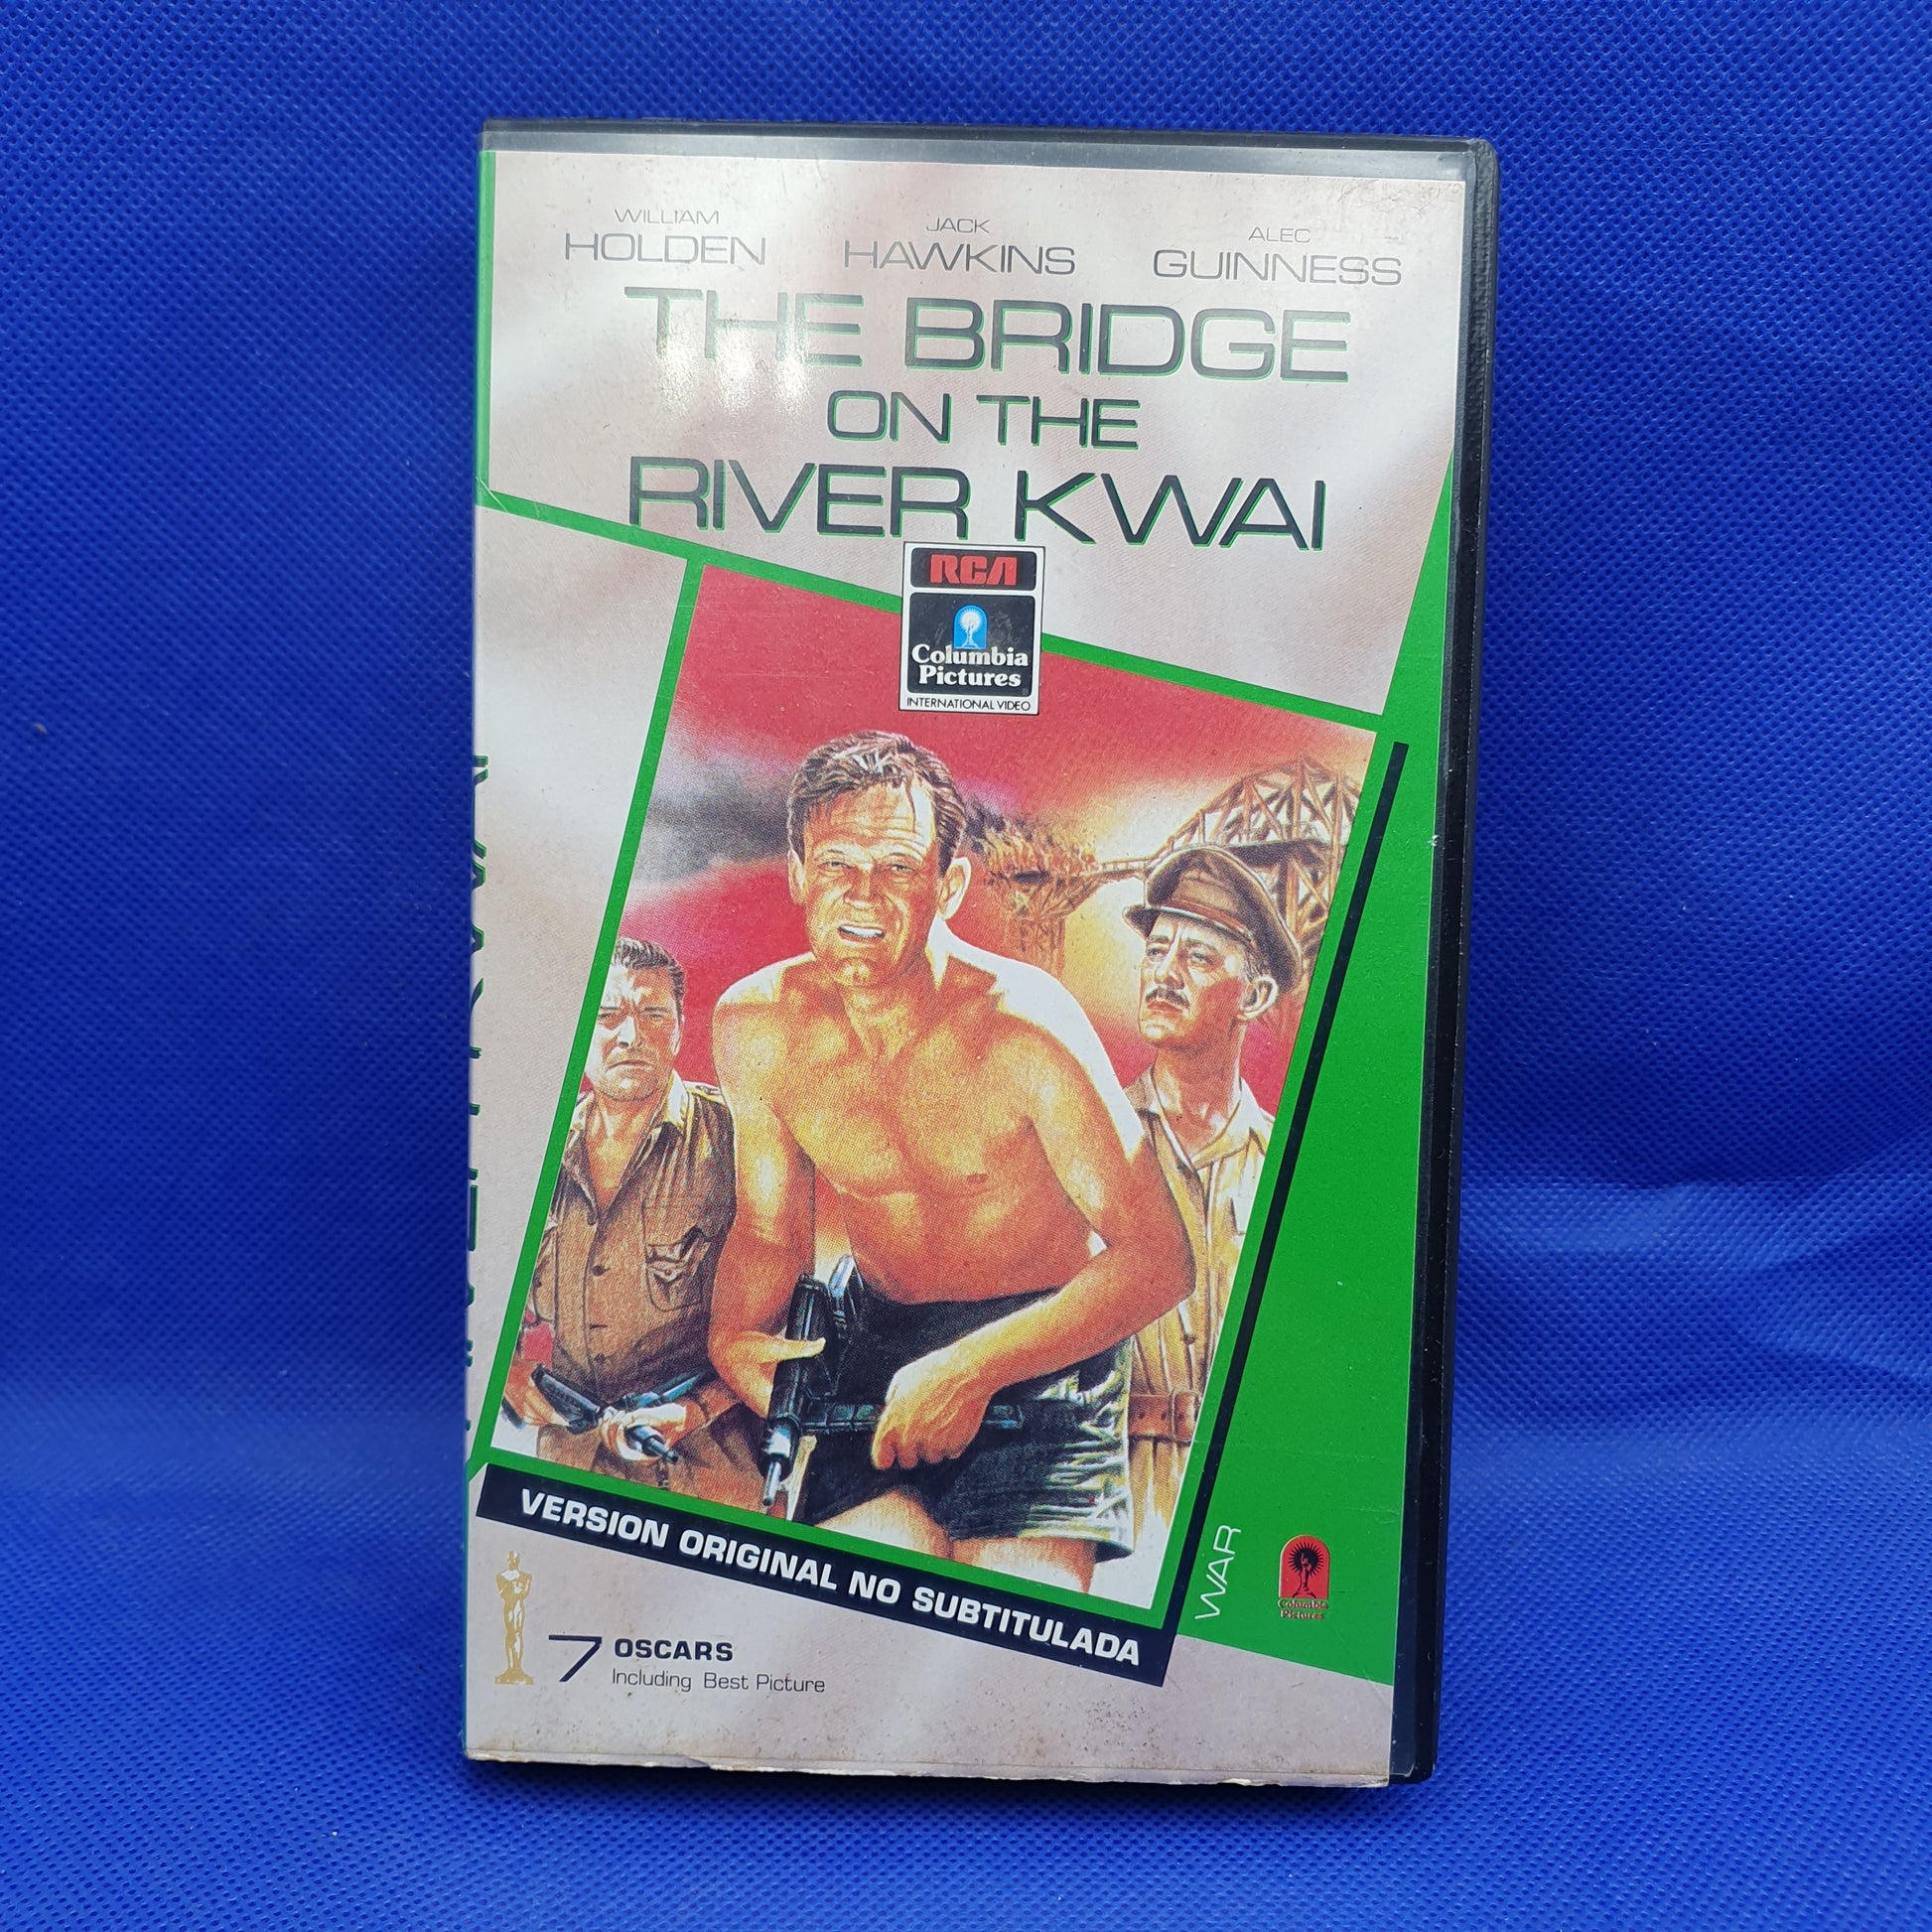 WILLIAM
HOLDEN
JACK
HAWKINS
ALEC
GUINNESS
THE BRIDGE
ON THE
RIVER KWAI
RCA
Columbia
Pictures
INTERNATIONAL VIDEO
VERSION ORIGINAL NO SUBTITULADA
WAR
Columbia
Pictures
7 OSCARS
Including Best Picture